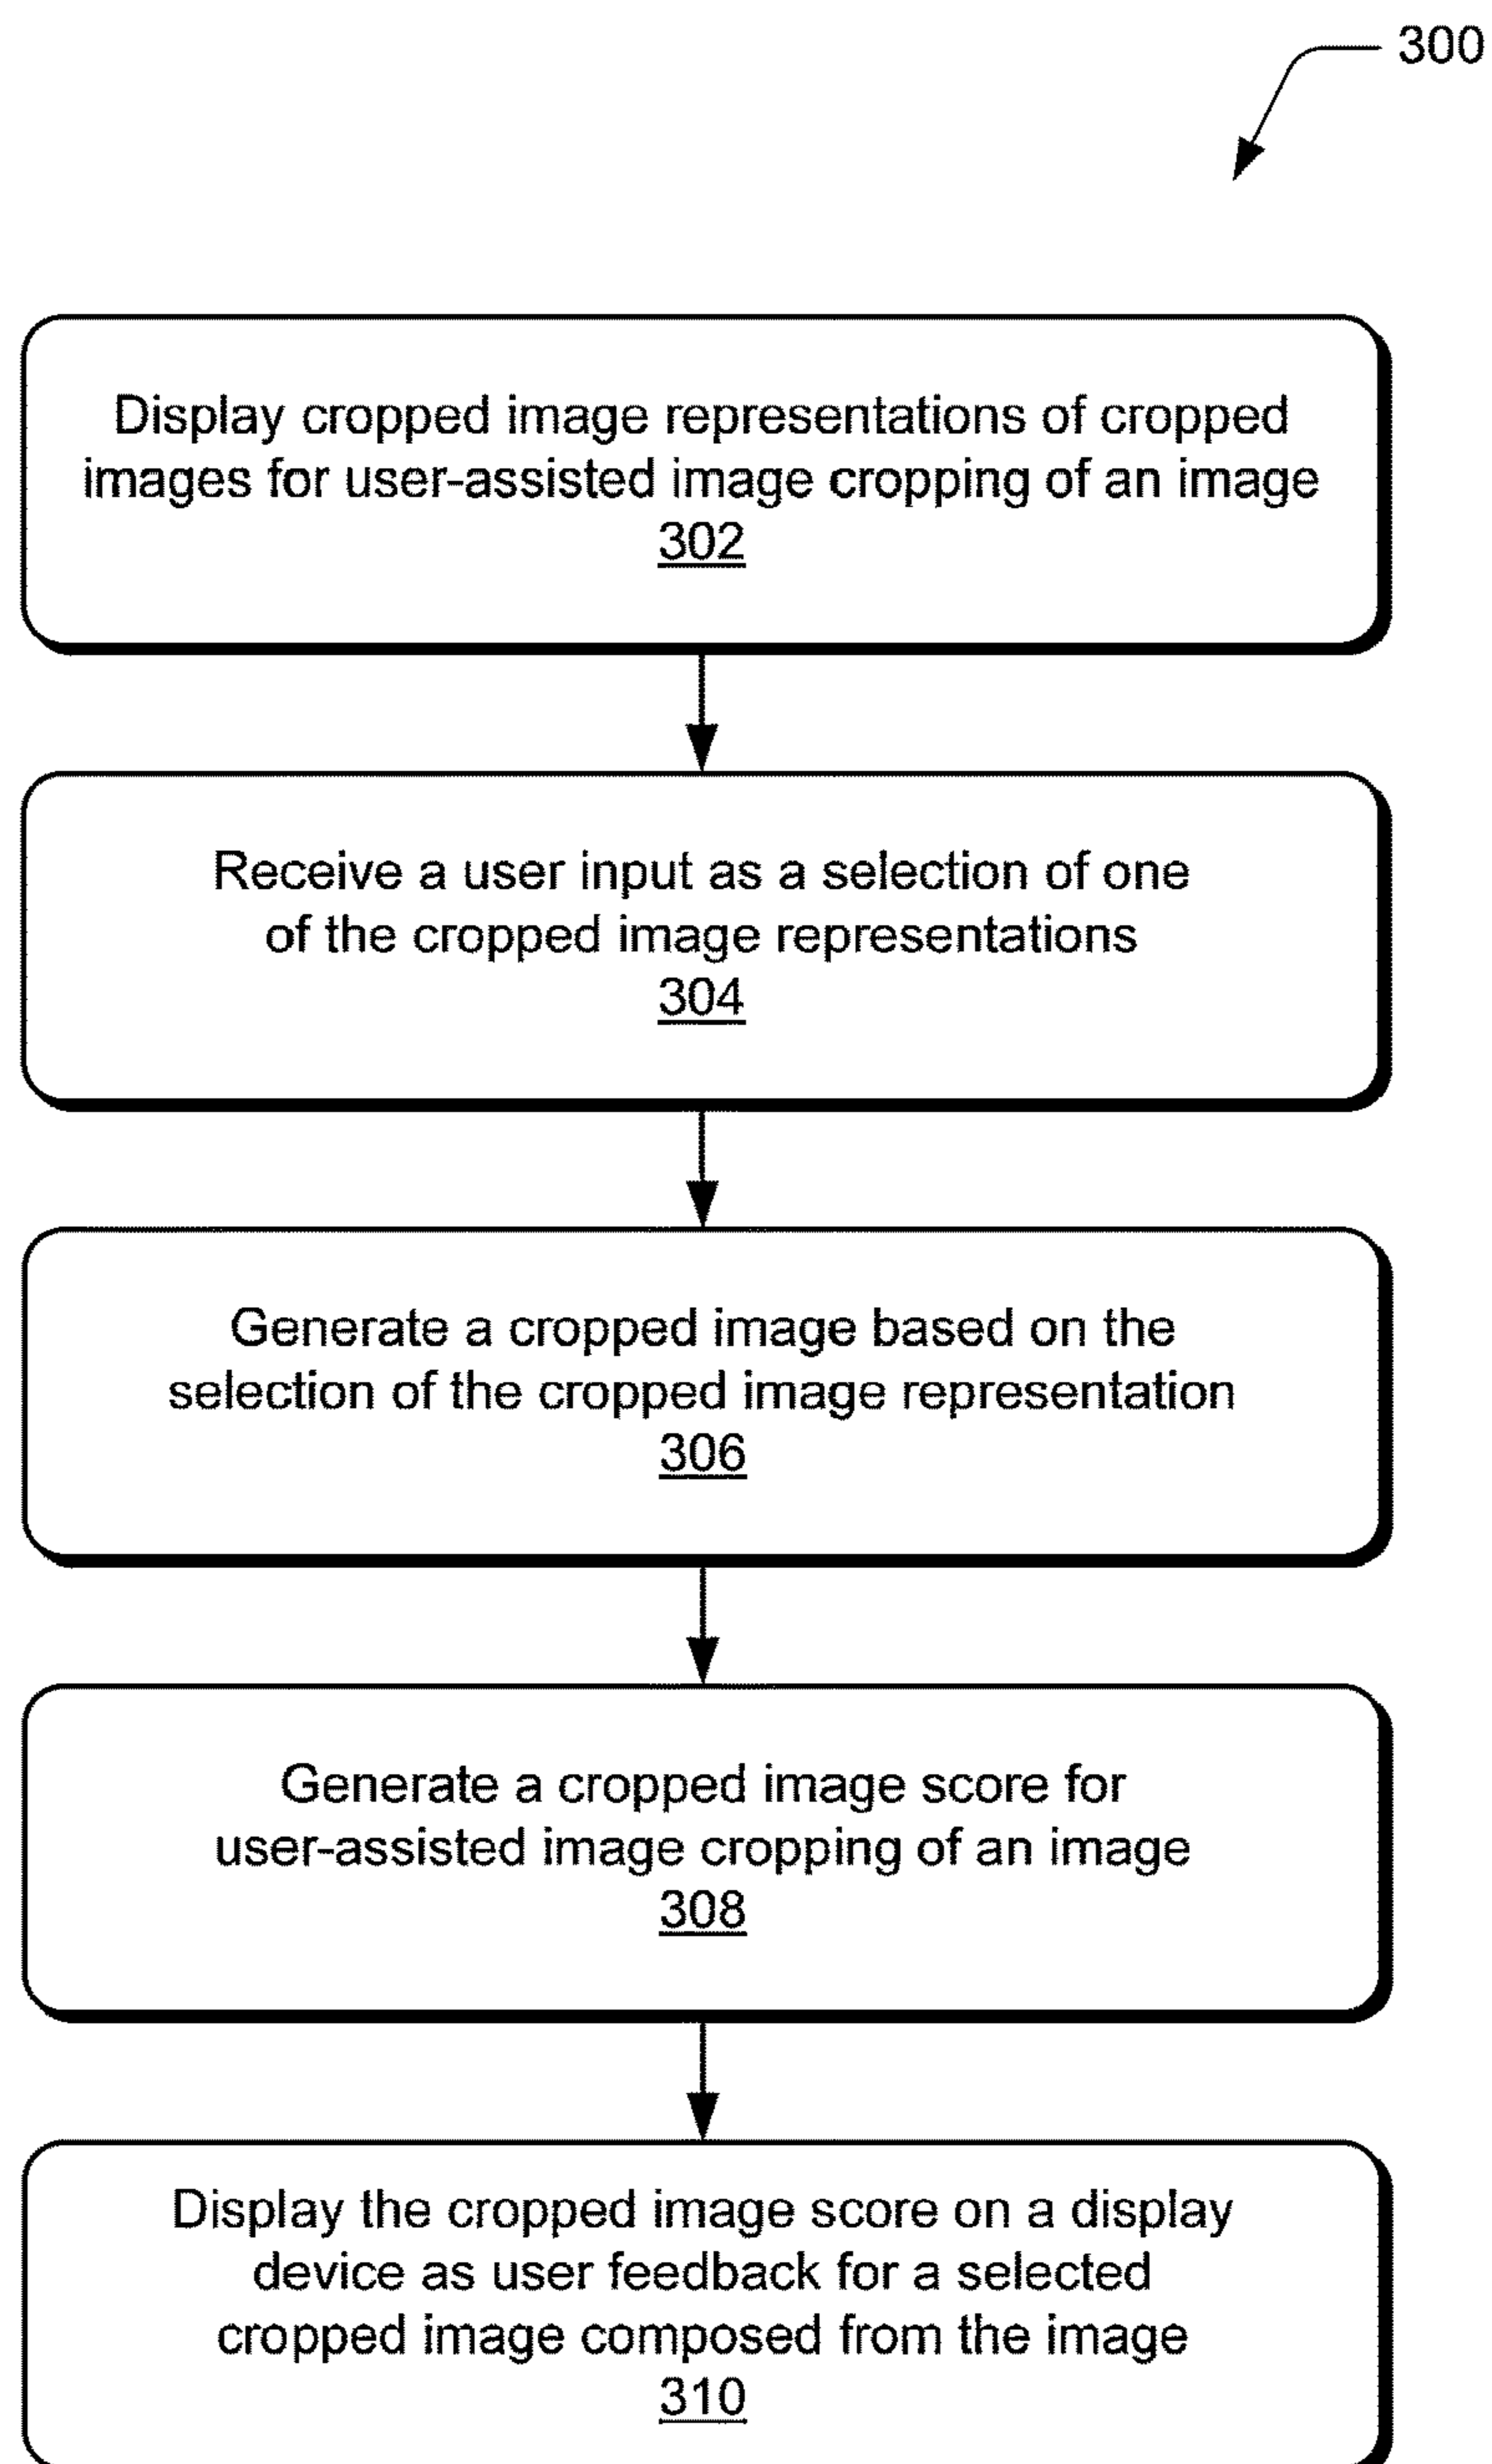 300
Display cropped image representations of cropped
images for user-assisted image cropping of an image
302
Receive a user input as a selection of one
of the cropped image representations
304
Generate a cropped image based on the
selection of the cropped image representation
306
Generate a cropped image score for
user-assisted image cropping of an image
308
Display the cropped image score on a display
device as user feedback for a selected
cropped image composed from the image
310